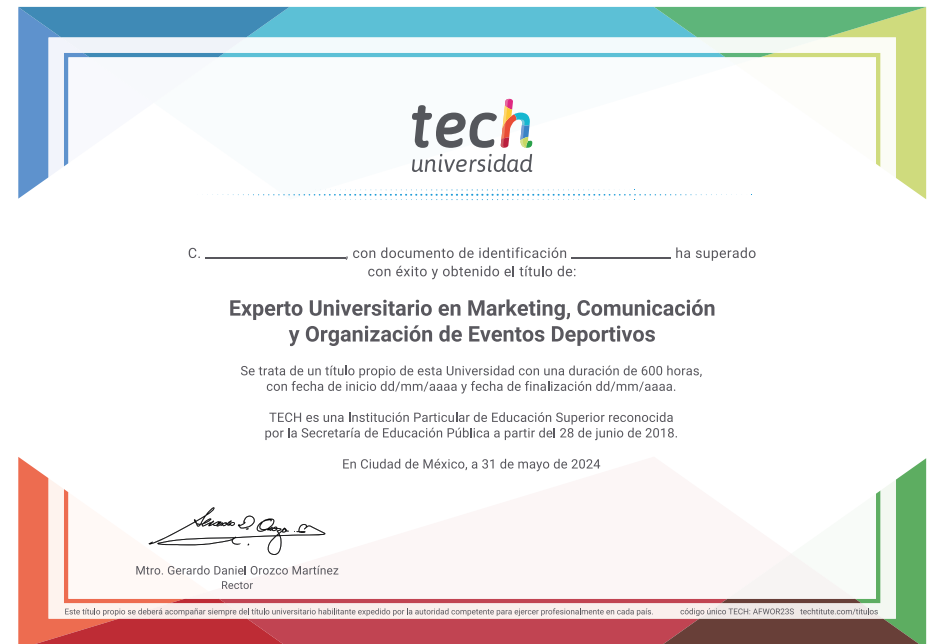 tech
universidad
C. ____________, con documento de identificación ____________ ha superado
con éxito y obtenido el título de:
Experto Universitario en Marketing, Comunicación
y Organización de Eventos Deportivos
Se trata de un título propio de esta Universidad con una duración de 600 horas,
con fecha de inicio dd/mm/aaaa y fecha de finalización dd/mm/aaaa.
TECH es una Institución Particular de Educación Superior reconocida
por la Secretaría de Educación Pública a partir del 28 de junio de 2018.
En Ciudad de México, a 31 de mayo de 2024
Mtro. Gerardo Daniel Orozco Martínez
Rector
Este título propio se deberá acompañar siempre del título universitario habilitante expedido por la autoridad competente para ejercer profesionalmente en cada país. código único TECH: AFWOR23S techtitute.com/titulos